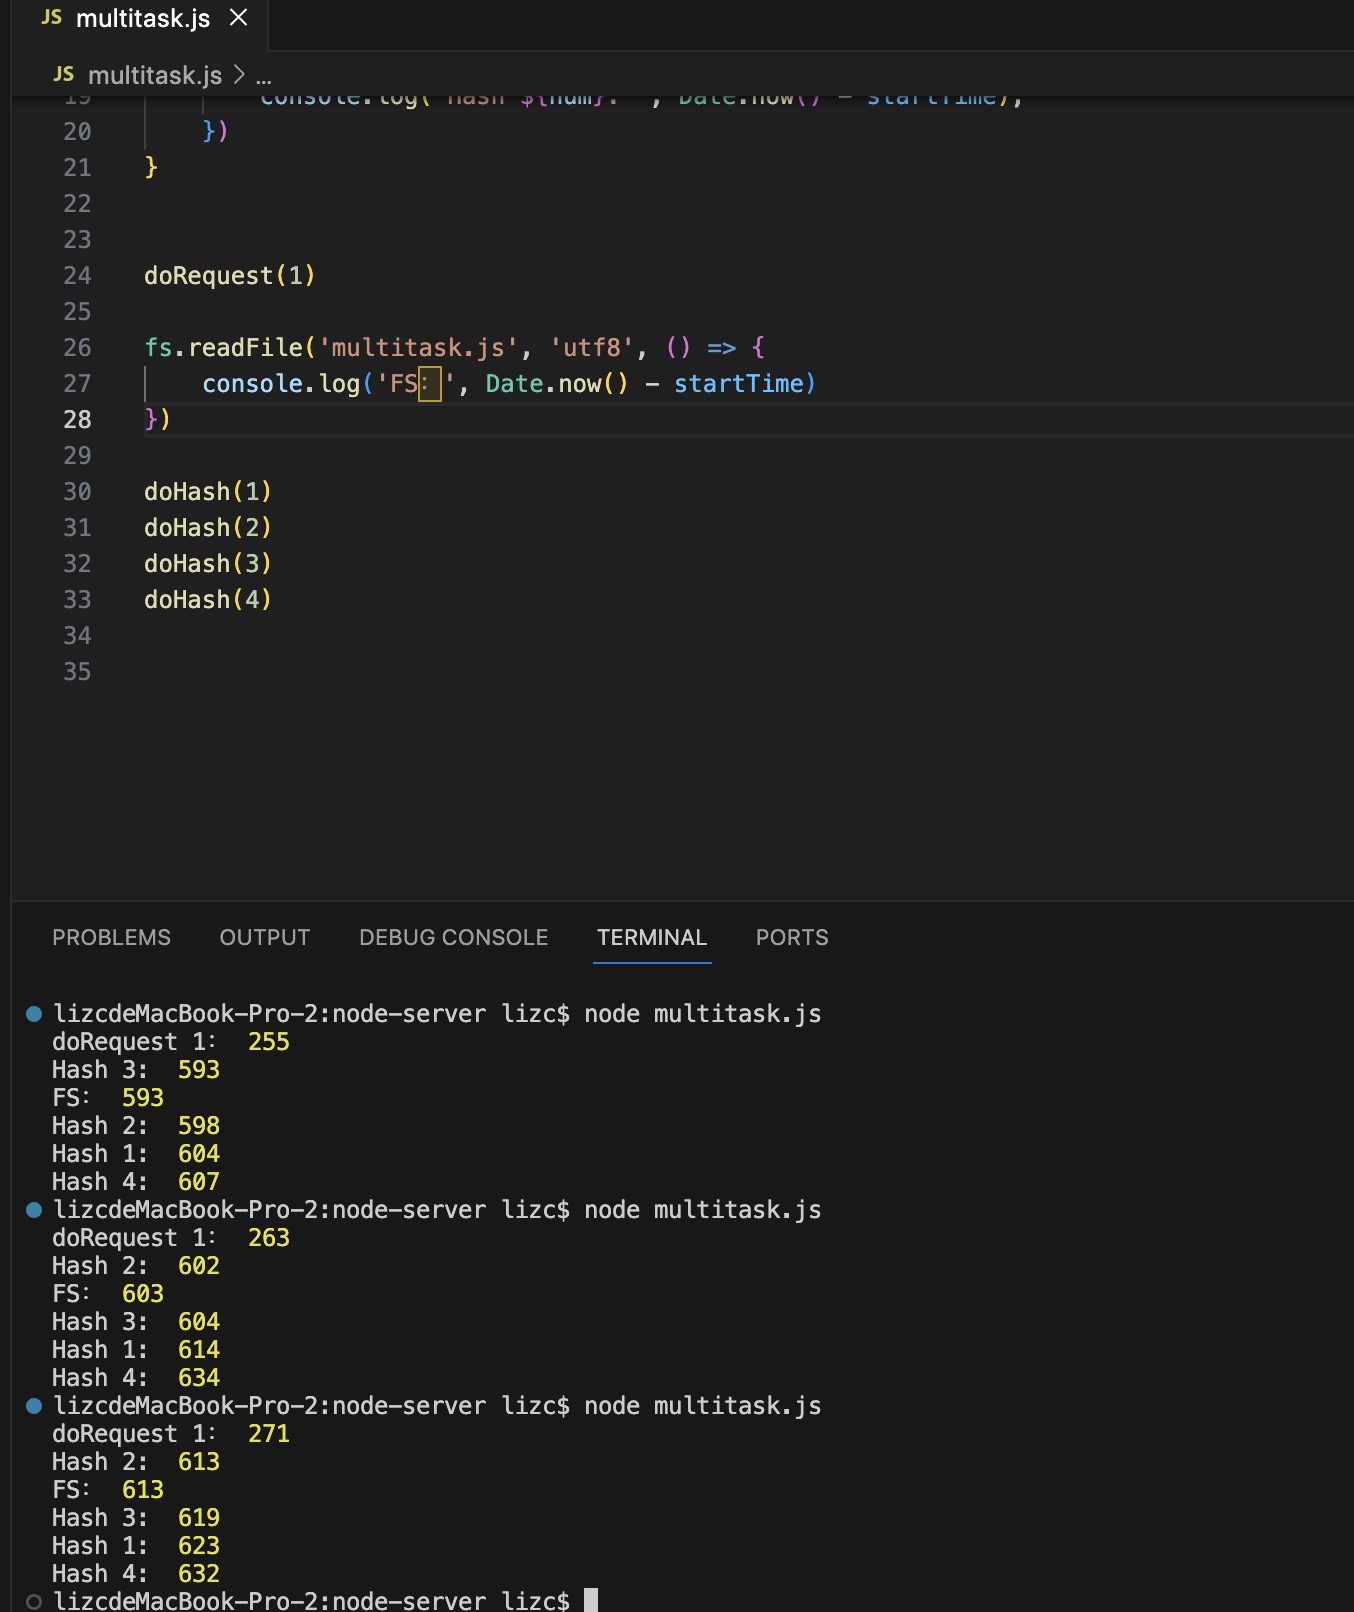 JS multitask.js ×
JS multitask.js > ...
19 console.log(`Hash ${num}: `, Date.now() - startTime);
20 })
21 }
22
23
24 doRequest(1)
25
26 fs.readFile('multitask.js', 'utf8', () => {
27 console.log('FS：', Date.now() - startTime)
28 })
29
30 doHash(1)
31 doHash(2)
32 doHash(3)
33 doHash(4)
34
35
PROBLEMS OUTPUT DEBUG CONSOLE TERMINAL PORTS
lizcdeMacBook-Pro-2:node-server lizc$ node multitask.js
doRequest 1： 255
Hash 3: 593
FS： 593
Hash 2: 598
Hash 1: 604
Hash 4: 607
lizcdeMacBook-Pro-2:node-server lizc$ node multitask.js
doRequest 1： 263
Hash 2: 602
FS： 603
Hash 3: 604
Hash 1: 614
Hash 4: 634
lizcdeMacBook-Pro-2:node-server lizc$ node multitask.js
doRequest 1： 271
Hash 2: 613
FS： 613
Hash 3: 619
Hash 1: 623
Hash 4: 632
lizcdeMacBook-Pro-2:node-server lizc$